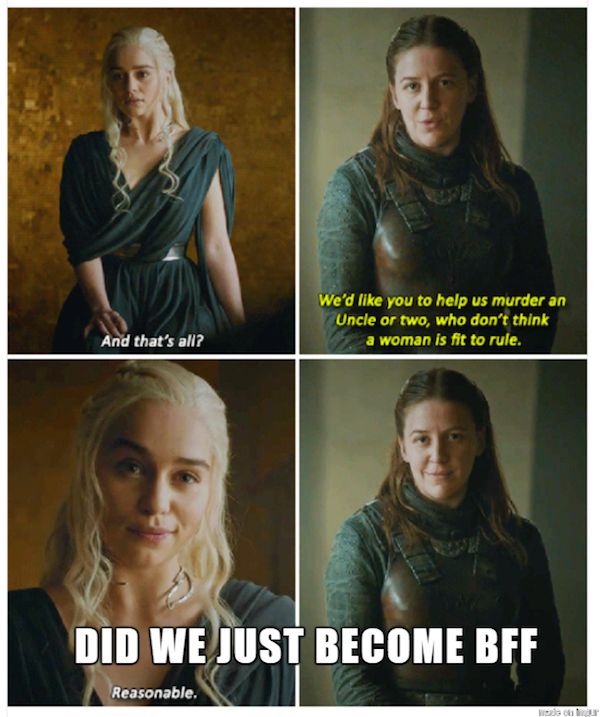 And that's all?
We'd like you to help us murder an
Uncle or two, who don't think
a woman is fit to rule.
DID WE JUST BECOME BFF
Reasonable.
made on imgur